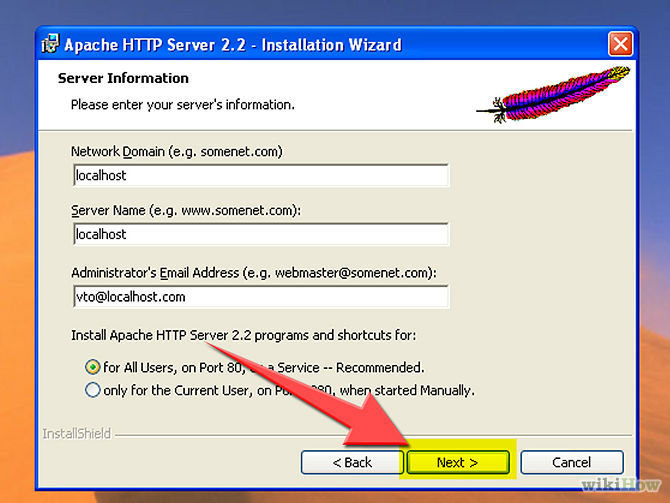 Apache HTTP Server 2.2 - Installation Wizard
Server Information
Please enter your server's information.
Network Domain (e.g. somenet.com)
localhost
Server Name (e.g. www.somenet.com):
localhost
Administrator's Email Address (e.g. webmaster@somenet.com):
vto@localhost.com
Install Apache HTTP Server 2.2 programs and shortcuts for:
for All Users, on Port 80, as a Service -- Recommended.
only for the Current User, on Port 8080, when started Manually.
InstallShield
< Back Next > Cancel
wikiHow